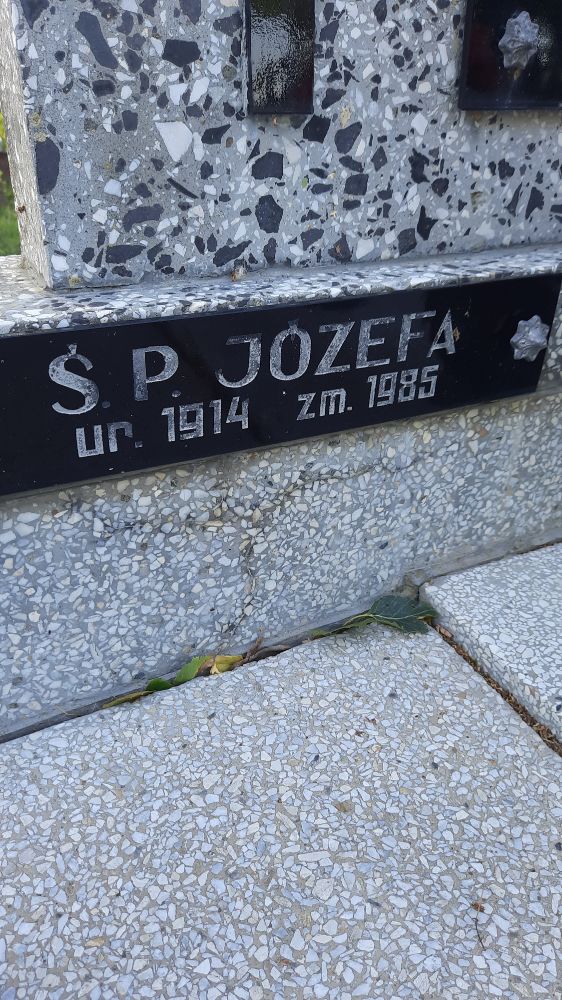 Ś. P. JÓZEFA
ur. 1914 zm. 1985